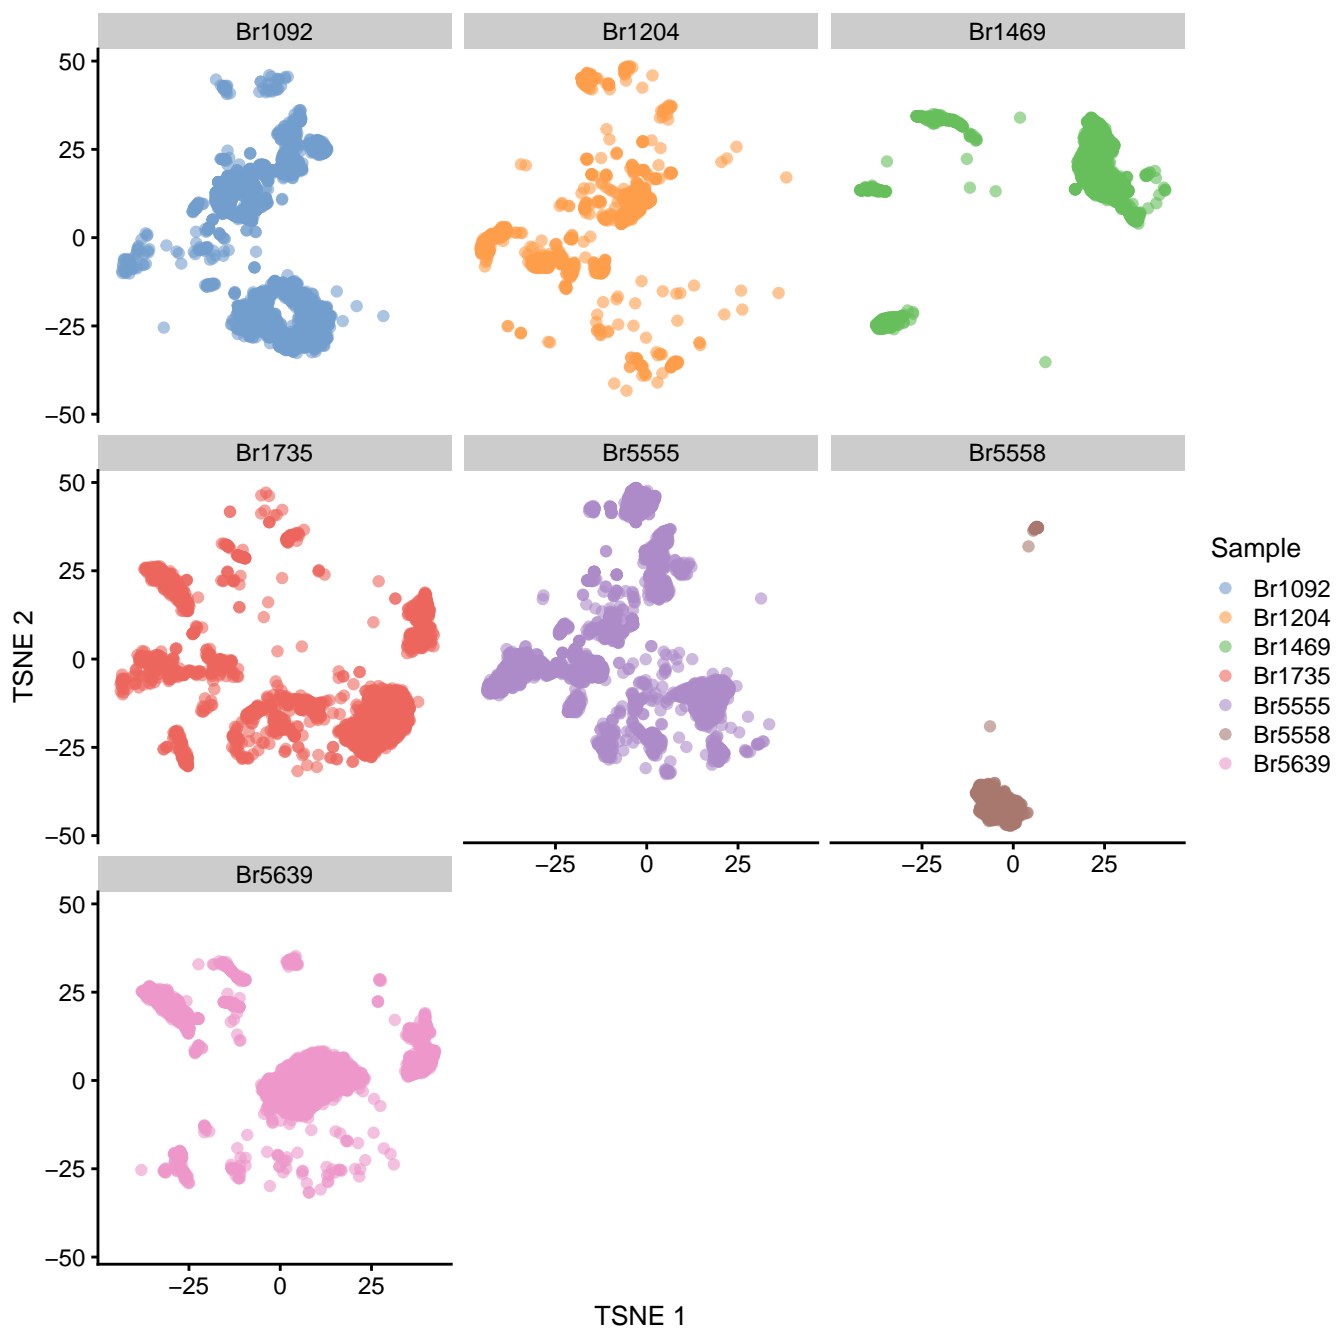 Br1092 Br1204 Br1469
50
25
0
−25
−50
Br1735 Br5555 Br5558
50
25
0
−25
−50
−25 0 25 −25 0 25
Br5639
50
25
0
−25
−50
−25 0 25
TSNE 1
TSNE 2
Sample
Br1092
Br1204
Br1469
Br1735
Br5555
Br5558
Br5639